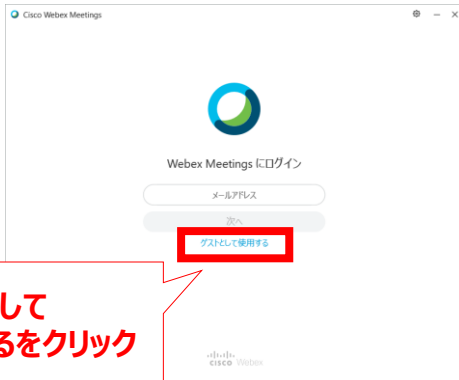 Cisco Webex Meetings
Webex Meetings にログイン
メールアドレス
次へ
ゲストとして使用する
して
るをクリック
cisco Webex